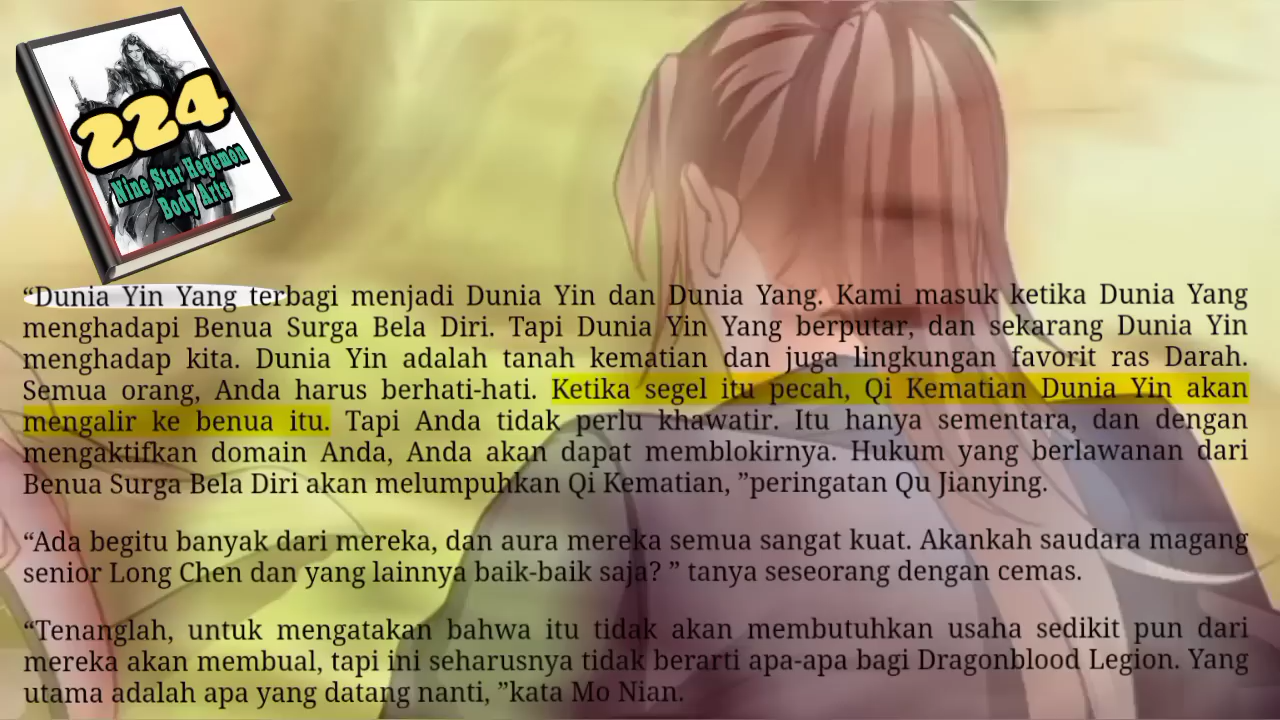 224
Nine Star Hegemon
Body Arts
“Dunia Yin Yang terbagi menjadi Dunia Yin dan Dunia Yang. Kami masuk ketika Dunia Yang
menghadapi Benua Surga Bela Diri. Tapi Dunia Yin Yang berputar, dan sekarang Dunia Yin
menghadap kita. Dunia Yin adalah tanah kematian dan juga lingkungan favorit ras Darah.
Semua orang, Anda harus berhati-hati. Ketika segel itu pecah, Qi Kematian Dunia Yin akan
mengalir ke benua itu. Tapi Anda tidak perlu khawatir. Itu hanya sementara, dan dengan
mengaktifkan domain Anda, Anda akan dapat memblokirnya. Hukum yang berlawanan dari
Benua Surga Bela Diri akan melumpuhkan Qi Kematian, ”peringatan Qu Jianying.
“Ada begitu banyak dari mereka, dan aura mereka semua sangat kuat. Akankah saudara magang
senior Long Chen dan yang lainnya baik-baik saja? ” tanya seseorang dengan cemas.
“Tenanglah, untuk mengatakan bahwa itu tidak akan membutuhkan usaha sedikit pun dari
mereka akan membual, tapi ini seharusnya tidak berarti apa-apa bagi Dragonblood Legion. Yang
utama adalah apa yang datang nanti, ”kata Mo Nian.